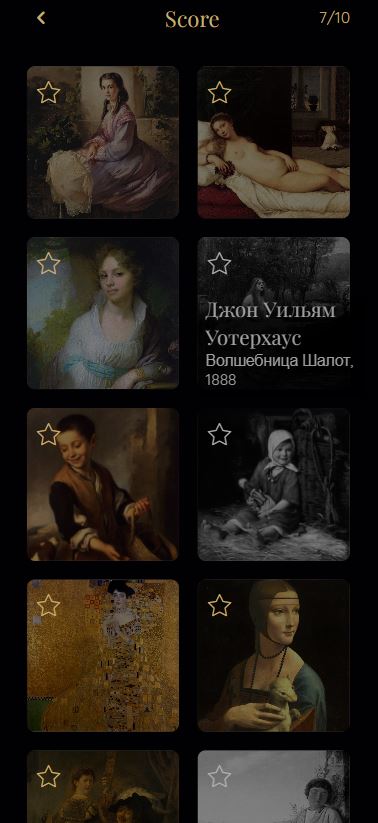 Score
7/10
Джон Уильям
Уотерхаус
Волшебница Шалот,
1888